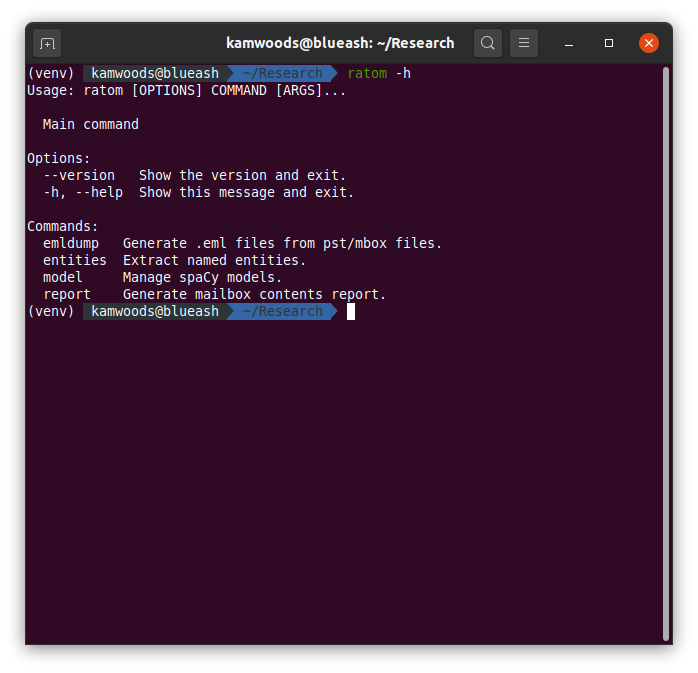 kamwoods@blueash: ~/Research
(venv) kamwoods@blueash ~/Research ratom -h
Usage: ratom [OPTIONS] COMMAND [ARGS]...
Main command
Options:
--version   Show the version and exit.
-h, --help  Show this message and exit.
Commands:
emldump   Generate .eml files from pst/mbox files.
entities  Extract named entities.
model     Manage spaCy models.
report    Generate mailbox contents report.
(venv) kamwoods@blueash ~/Research